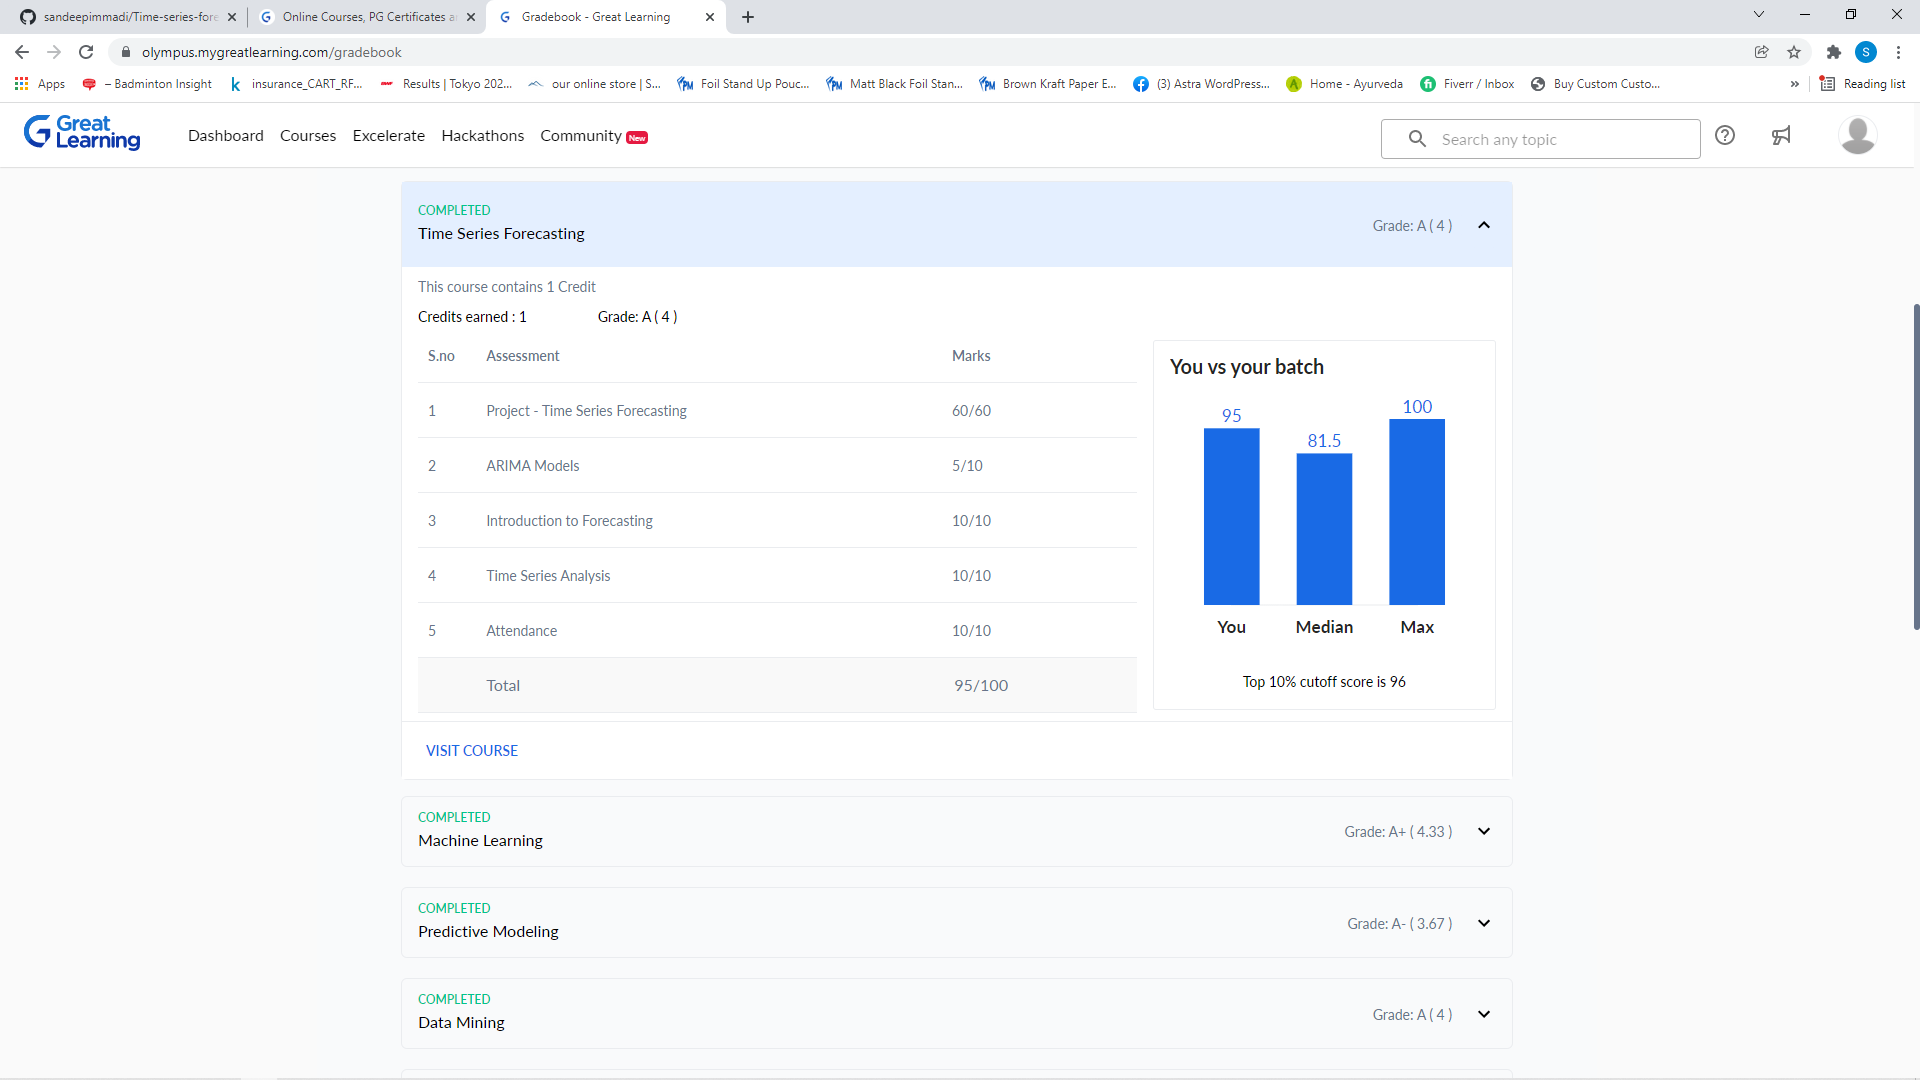 sandeepimmadi/Time-series-fore
Online Courses, PG Certificates a
Gradebook - Great Learning
olympus.mygreatlearning.com/gradebook
S
Apps
– Badminton Insight
insurance_CART_RF...
Results | Tokyo 202...
our online store | S...
Foil Stand Up Pouc...
Matt Black Foil Stan...
Brown Kraft Paper E...
(3) Astra WordPress...
Home - Ayurveda
Fiverr / Inbox
Buy Custom Custo...
»
Reading list
Great Learning
Dashboard
Courses
Excelerate
Hackathons
Community New
Search any topic
COMPLETED
Time Series Forecasting
Grade: A ( 4 )
This course contains 1 Credit
Credits earned : 1 Grade: A ( 4 )
S.no Assessment Marks
1 Project - Time Series Forecasting 60/60
2 ARIMA Models 5/10
3 Introduction to Forecasting 10/10
4 Time Series Analysis 10/10
5 Attendance 10/10
Total 95/100
You vs your batch
95 81.5 100
You Median Max
Top 10% cutoff score is 96
VISIT COURSE
COMPLETED
Machine Learning
Grade: A+ ( 4.33 )
COMPLETED
Predictive Modeling
Grade: A- ( 3.67 )
COMPLETED
Data Mining
Grade: A ( 4 )